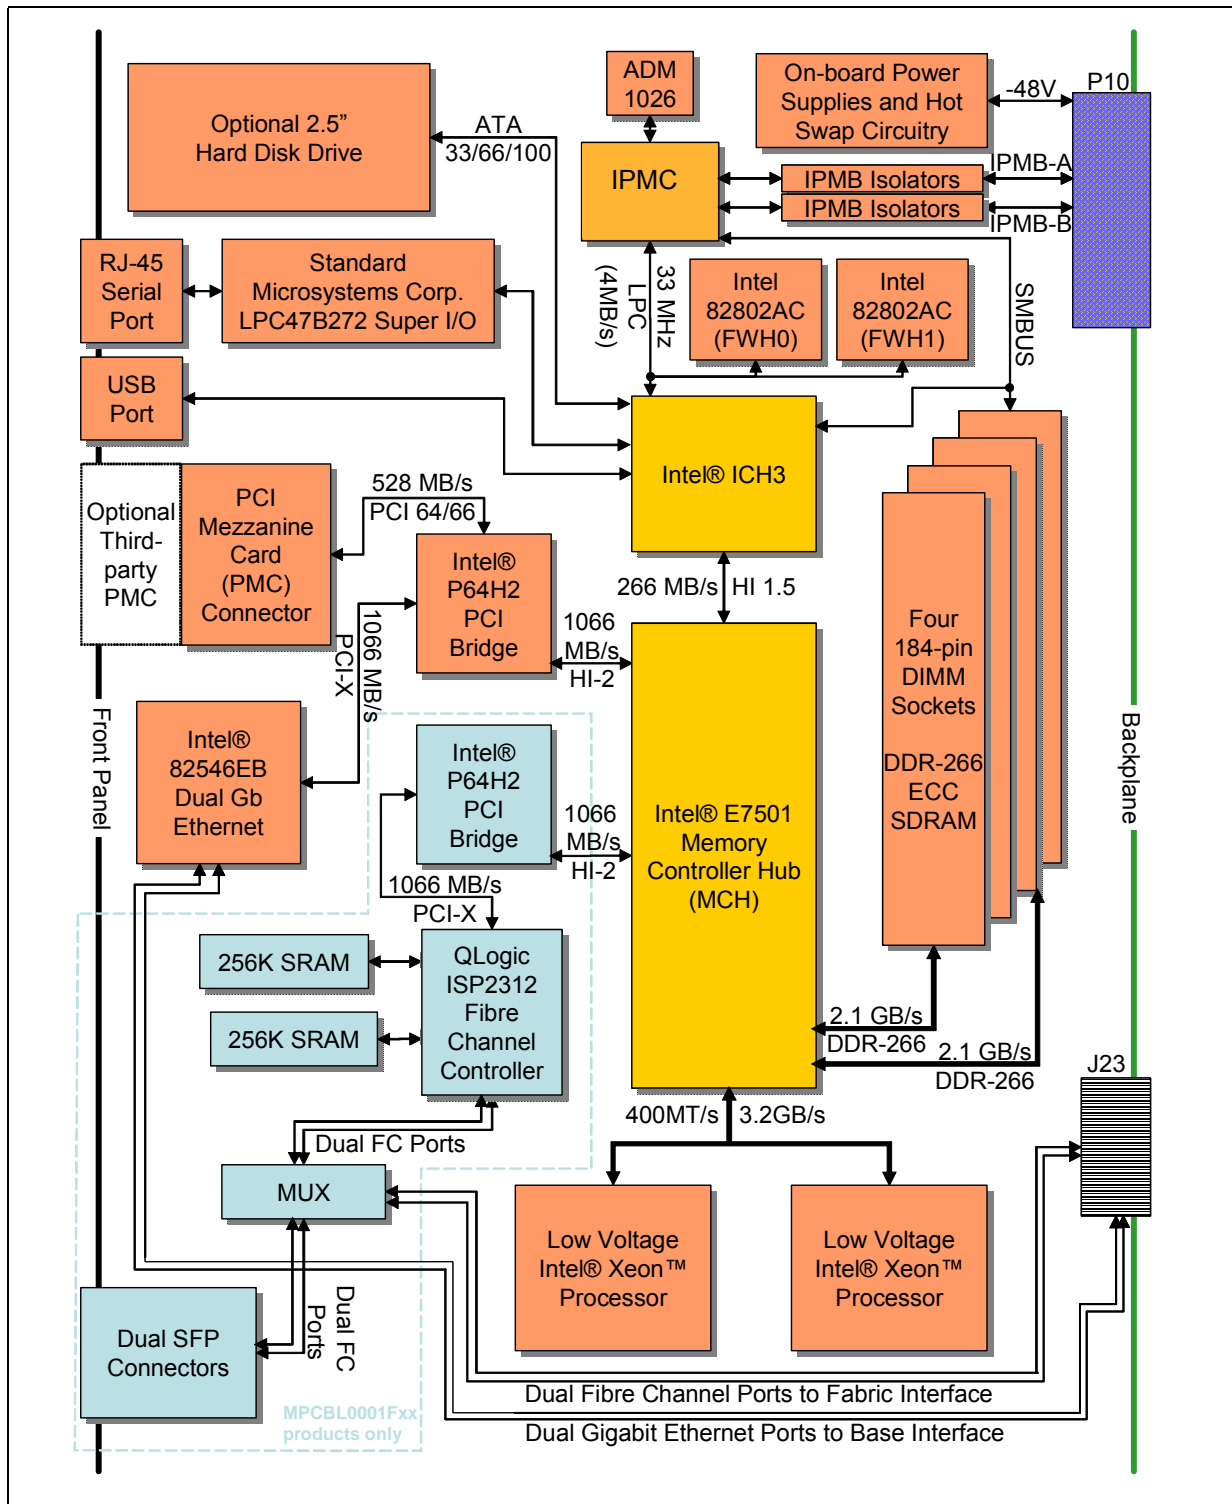 ADM
1026
On-board Power
Supplies and Hot
Swap Circuitry
-48V
P10
Optional 2.5”
Hard Disk Drive
ATA
33/66/100
IPMC
IPMB Isolators
IPMB-A
IPMB Isolators
IPMB-B
RJ-45
Serial
Port
Standard
Microsystems Corp.
LPC47B272 Super I/O
33 MHz
LPC
(4MB/s)
Intel
82802AC
(FWH0)
Intel
82802AC
(FWH1)
SMBUS
USB
Port
Intel® ICH3
Optional
Third-
party
PMC
PCI
Mezzanine
Card
(PMC)
Connector
528 MB/s
PCI 64/66
Intel®
P64H2
PCI
Bridge
266 MB/s
HI 1.5
1066
MB/s
HI-2
1066 MB/s
PCI-X
Four
184-pin
DIMM
Sockets
DDR-266
ECC
SDRAM
Front Panel
Backplane
Intel®
82546EB
Dual Gb
Ethernet
Intel®
P64H2
PCI
Bridge
1066
MB/s
HI-2
Intel® E7501
Memory
Controller Hub
(MCH)
1066 MB/s
PCI-X
256K SRAM
256K SRAM
QLogic
ISP2312
Fibre
Channel
Controller
2.1 GB/s
DDR-266
2.1 GB/s
DDR-266
J23
400MT/s
3.2GB/s
Dual FC Ports
MUX
Low Voltage
Intel® Xeon™
Processor
Low Voltage
Intel® Xeon™
Processor
Dual SFP
Connectors
Dual FC
Ports
Dual Fibre Channel Ports to Fabric Interface
MPCBL0001Fxx
products only
Dual Gigabit Ethernet Ports to Base Interface